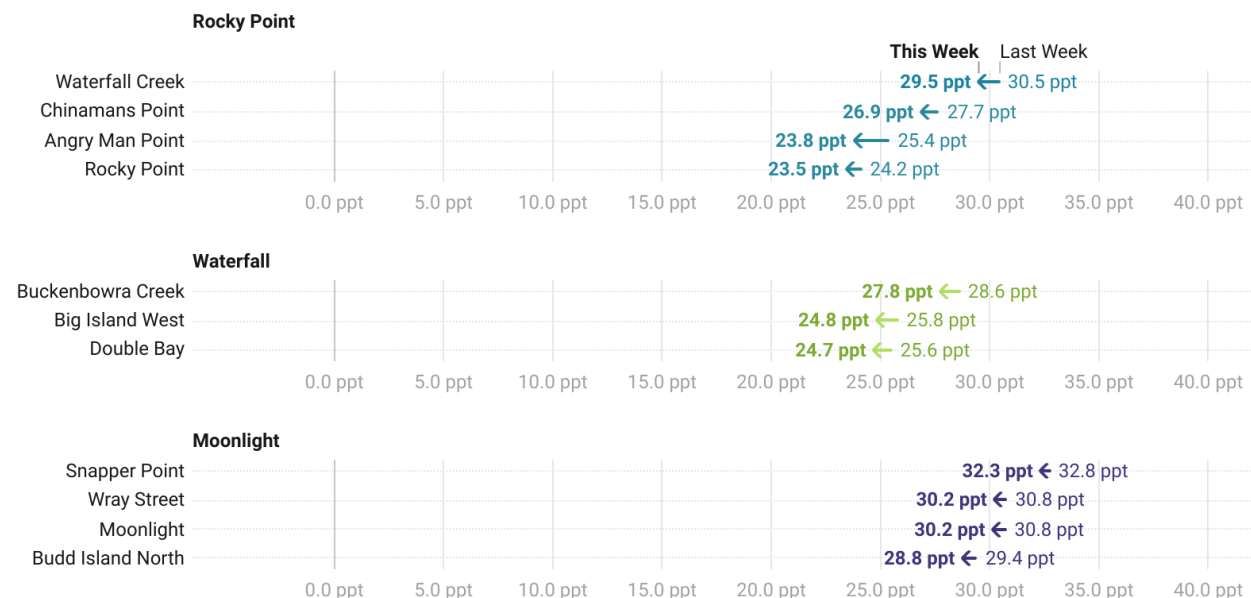 Rocky Point
This Week Last Week
Waterfall Creek 29.5 ppt 30.5 ppt
Chinamans Point 26.9 ppt 27.7 ppt
Angry Man Point 23.8 ppt 25.4 ppt
Rocky Point 23.5 ppt 24.2 ppt
0.0 ppt 5.0 ppt 10.0 ppt 15.0 ppt 20.0 ppt 25.0 ppt 30.0 ppt 35.0 ppt 40.0 ppt
Waterfall
Buckenbowra Creek 27.8 ppt 28.6 ppt
Big Island West 24.8 ppt 25.8 ppt
Double Bay 24.7 ppt 25.6 ppt
0.0 ppt 5.0 ppt 10.0 ppt 15.0 ppt 20.0 ppt 25.0 ppt 30.0 ppt 35.0 ppt 40.0 ppt
Moonlight
Snapper Point 32.3 ppt 32.8 ppt
Wray Street 30.2 ppt 30.8 ppt
Moonlight 30.2 ppt 30.8 ppt
Budd Island North 28.8 ppt 29.4 ppt
0.0 ppt 5.0 ppt 10.0 ppt 15.0 ppt 20.0 ppt 25.0 ppt 30.0 ppt 35.0 ppt 40.0 ppt